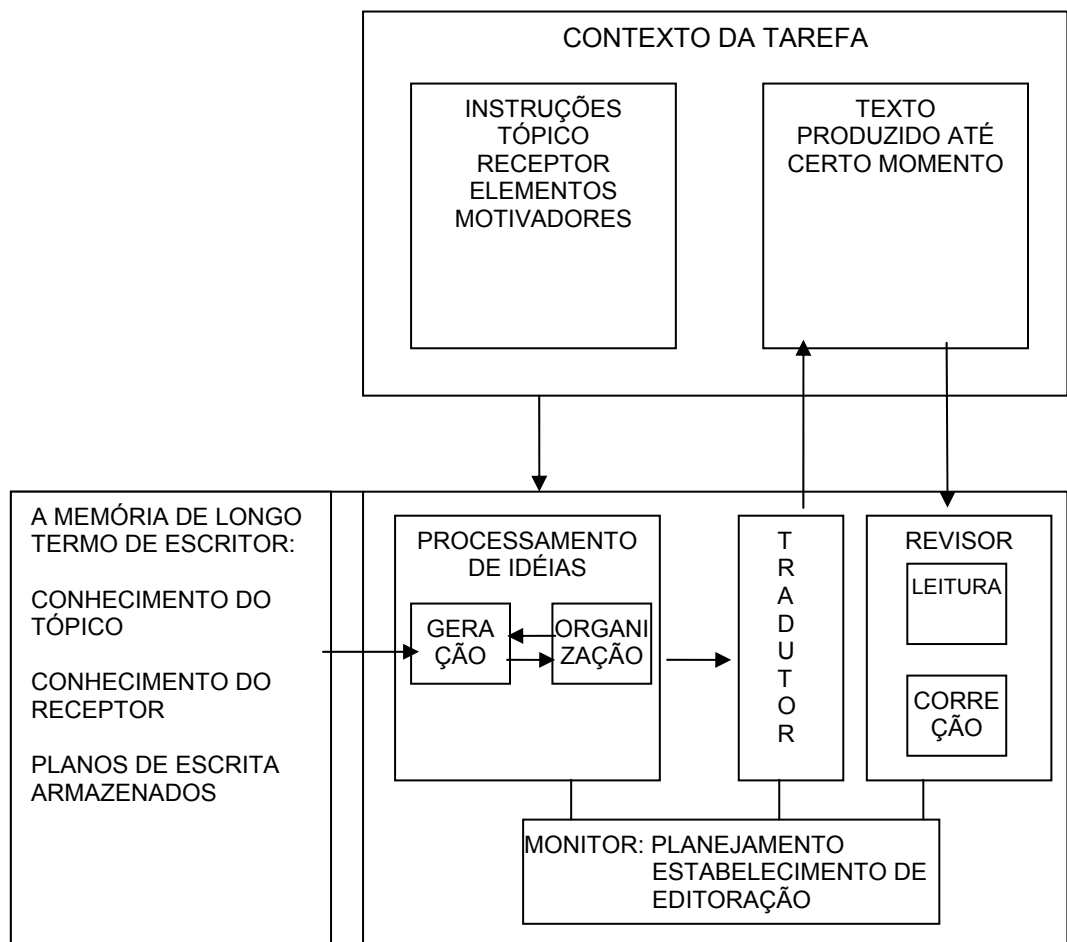 CONTEXTO DA TAREFA
INSTRUÇÕES
TÓPICO
RECEPTOR
ELEMENTOS
MOTIVADORES
TEXTO
PRODUZIDO ATÉ
CERTO MOMENTO
A MEMÓRIA DE LONGO
TERMO DE ESCRITOR:
CONHECIMENTO DO
TÓPICO
CONHECIMENTO DO
RECEPTOR
PLANOS DE ESCRITA
ARMAZENADOS
PROCESSAMENTO
DE IDÉIAS
GERA
ÇÃO
ORGANI
ZAÇÃO
T
R
A
D
U
T
O
R
REVISOR
LEITURA
CORRE
ÇÃO
MONITOR: PLANEJAMENTO
ESTABELECIMENTO DE
EDITORAÇÃO